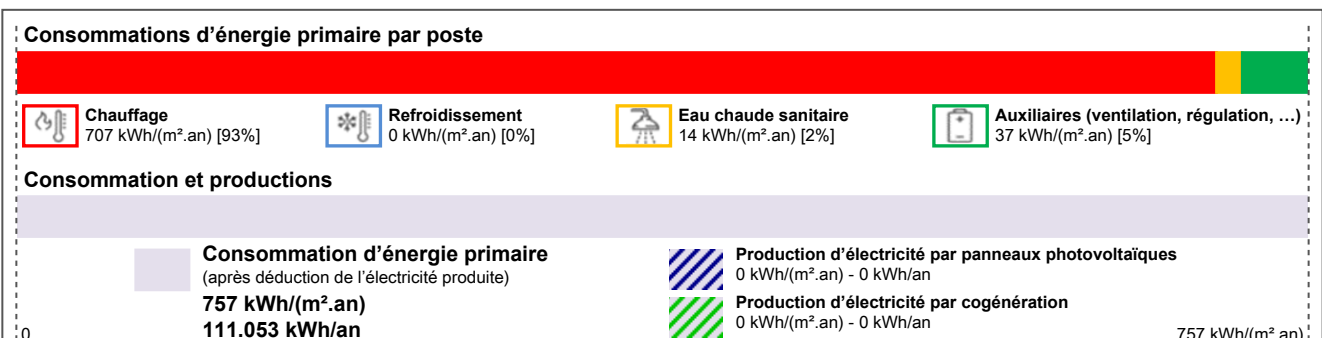 Consommations d’énergie primaire par poste
Chauffage
707 kWh/(m².an) [93%]
Refroidissement
0 kWh/(m².an) [0%]
Eau chaude sanitaire
14 kWh/(m².an) [2%]
Auxiliaires (ventilation, régulation, …)
37 kWh/(m².an) [5%]
Consommation et productions
Consommation d’énergie primaire
(après déduction de l’électricité produite)
757 kWh/(m².an)
111.053 kWh/an
Production d’électricité par panneaux photovoltaïques
0 kWh/(m².an) - 0 kWh/an
Production d’électricité par cogénération
0 kWh/(m².an) - 0 kWh/an
0
757 kWh/(m².an)